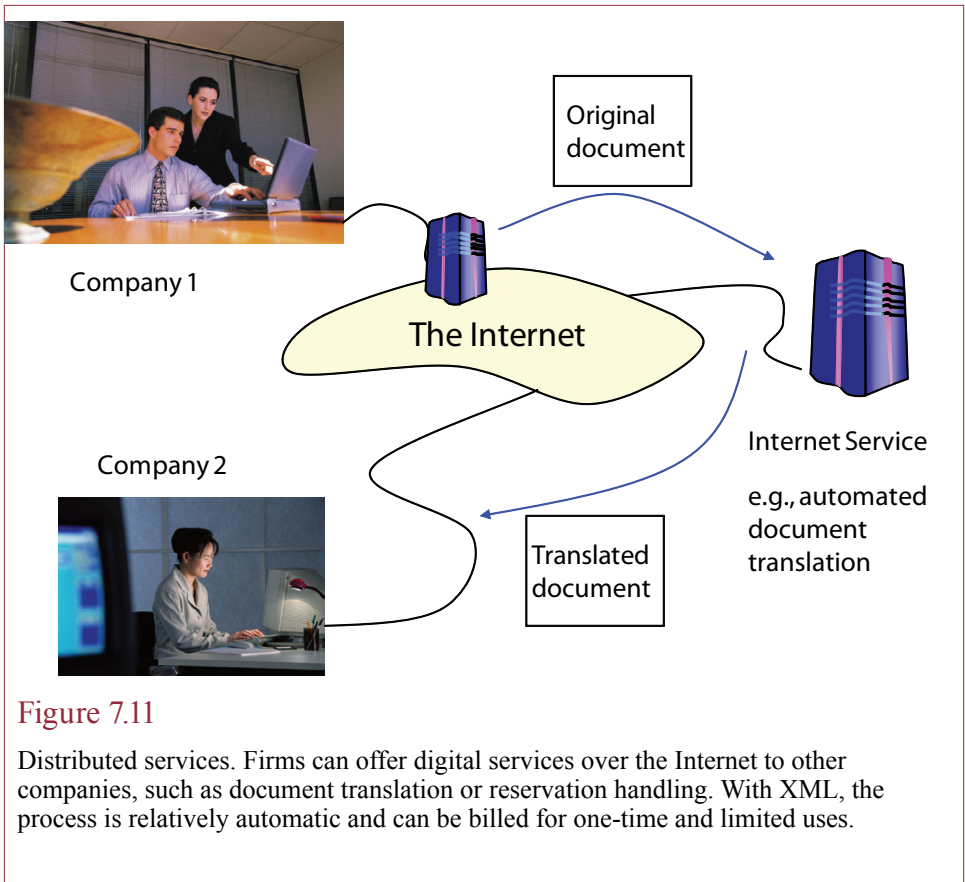 Original
document
Company 1
The Internet
Internet Service
e.g., automated
document
translation
Company 2
Translated
document
Figure 7.11
Distributed services. Firms can offer digital services over the Internet to other
companies, such as document translation or reservation handling. With XML, the
process is relatively automatic and can be billed for one-time and limited uses.